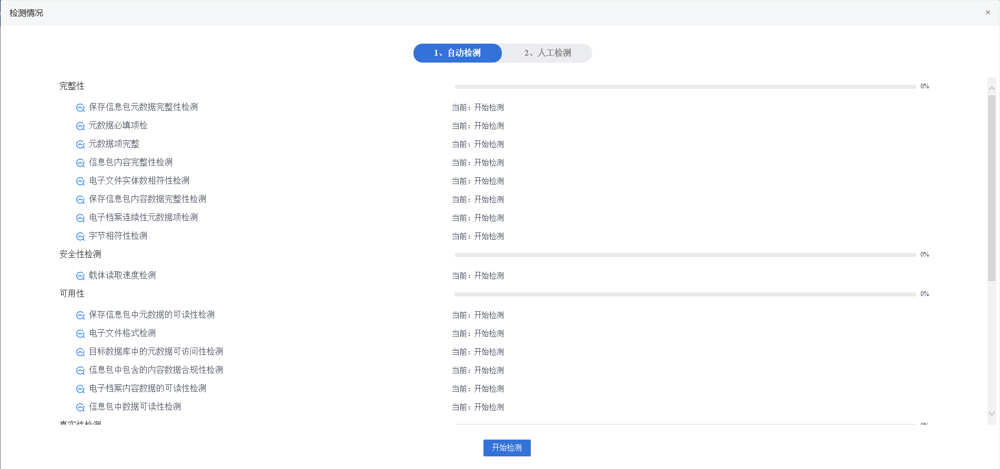 检测情况
×
1、自动检测 2、人工检测
完整性 0%
保存信息包元数据完整性检测 当前：开始检测
元数据必填项检 当前：开始检测
元数据项完整 当前：开始检测
信息包内容完整性检测 当前：开始检测
电子文件实体数相符性检测 当前：开始检测
保存信息包内容数据完整性检测 当前：开始检测
电子档案连续性元数据项检测 当前：开始检测
字节相符性检测 当前：开始检测
安全性检测 0%
载体读取速度检测 当前：开始检测
可用性 0%
保存信息包中元数据的可读性检测 当前：开始检测
电子文件格式检测 当前：开始检测
目标数据库中的元数据可访问性检测 当前：开始检测
信息包中包含的内容数据合规性检测 当前：开始检测
电子档案内容数据的可读性检测 当前：开始检测
信息包中数据可读性检测 当前：开始检测
真实性检测 0%
开始检测